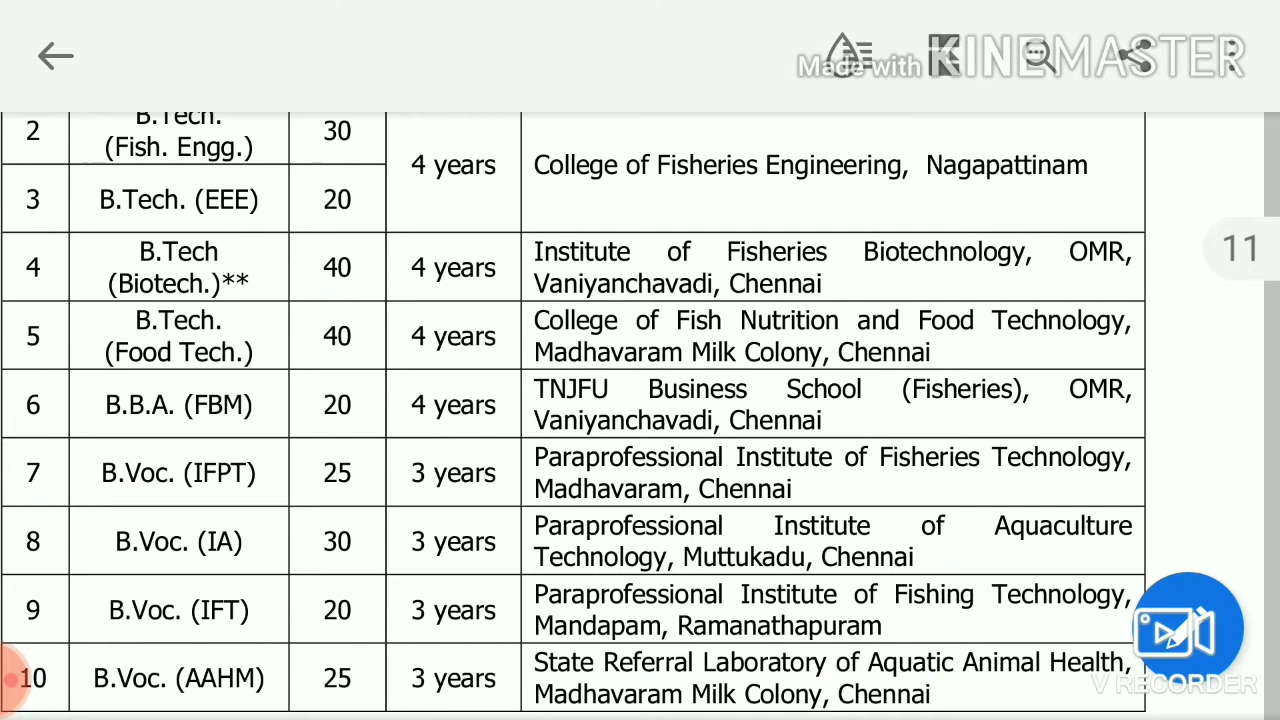 Made with KINEMASTER
2 B.Tech. (Fish. Engg.) 30 4 years College of Fisheries Engineering, Nagapattinam
3 B.Tech. (EEE) 20
11
4 B.Tech (Biotech.)** 40 4 years Institute of Fisheries Biotechnology, OMR,
Vaniyanchavadi, Chennai
5 B.Tech. (Food Tech.) 40 4 years College of Fish Nutrition and Food Technology,
Madhavaram Milk Colony, Chennai
6 B.B.A. (FBM) 20 4 years TNJFU Business School (Fisheries), OMR,
Vaniyanchavadi, Chennai
7 B.Voc. (IFPT) 25 3 years Paraprofessional Institute of Fisheries Technology,
Madhavaram, Chennai
8 B.Voc. (IA) 30 3 years Paraprofessional Institute of Aquaculture
Technology, Muttukadu, Chennai
9 B.Voc. (IFT) 20 3 years Paraprofessional Institute of Fishing Technology,
Mandapam, Ramanathapuram
10 B.Voc. (AAHM) 25 3 years State Referral Laboratory of Aquatic Animal Health,
Madhavaram Milk Colony, Chennai
V RECORDER